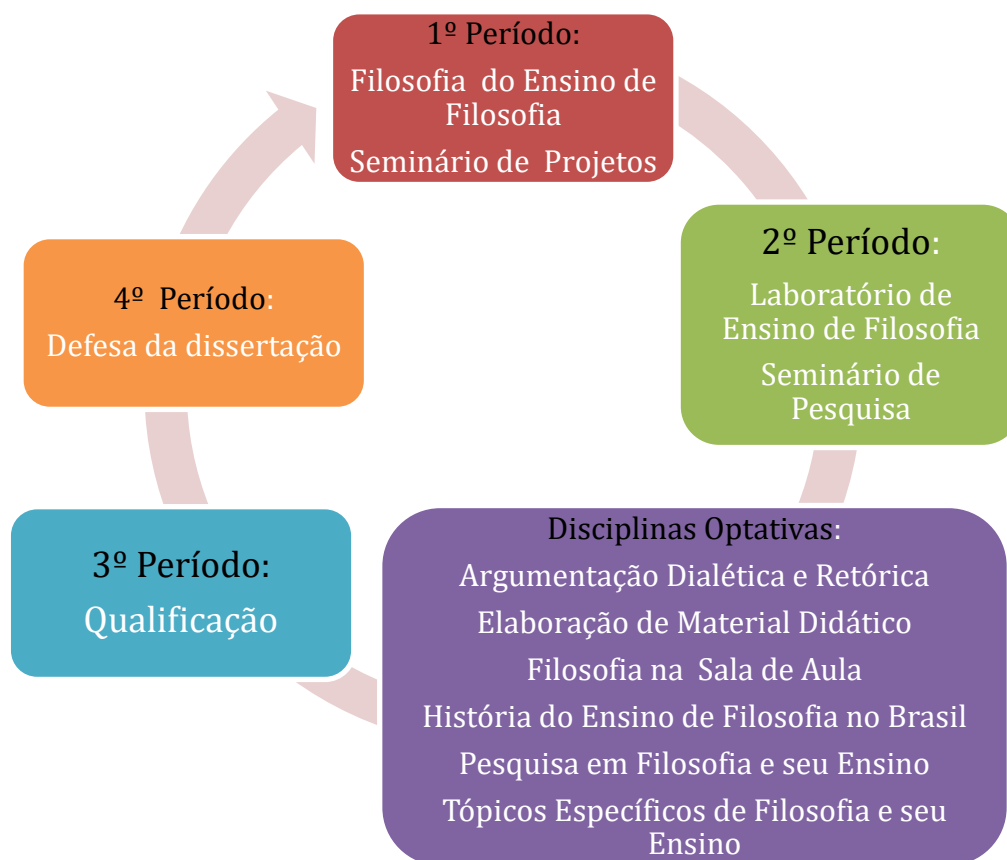 1º Período:
Filosofia do Ensino de
Filosofia
Seminário de Projetos
2º Período:
Laboratório de
Ensino de Filosofia
Seminário de
Pesquisa
Disciplinas Optativas:
Argumentação Dialética e Retórica
Elaboração de Material Didático
Filosofia na Sala de Aula
História do Ensino de Filosofia no Brasil
Pesquisa em Filosofia e seu Ensino
Tópicos Específicos de Filosofia e seu
Ensino
3º Período:
Qualificação
4º Período:
Defesa da dissertação